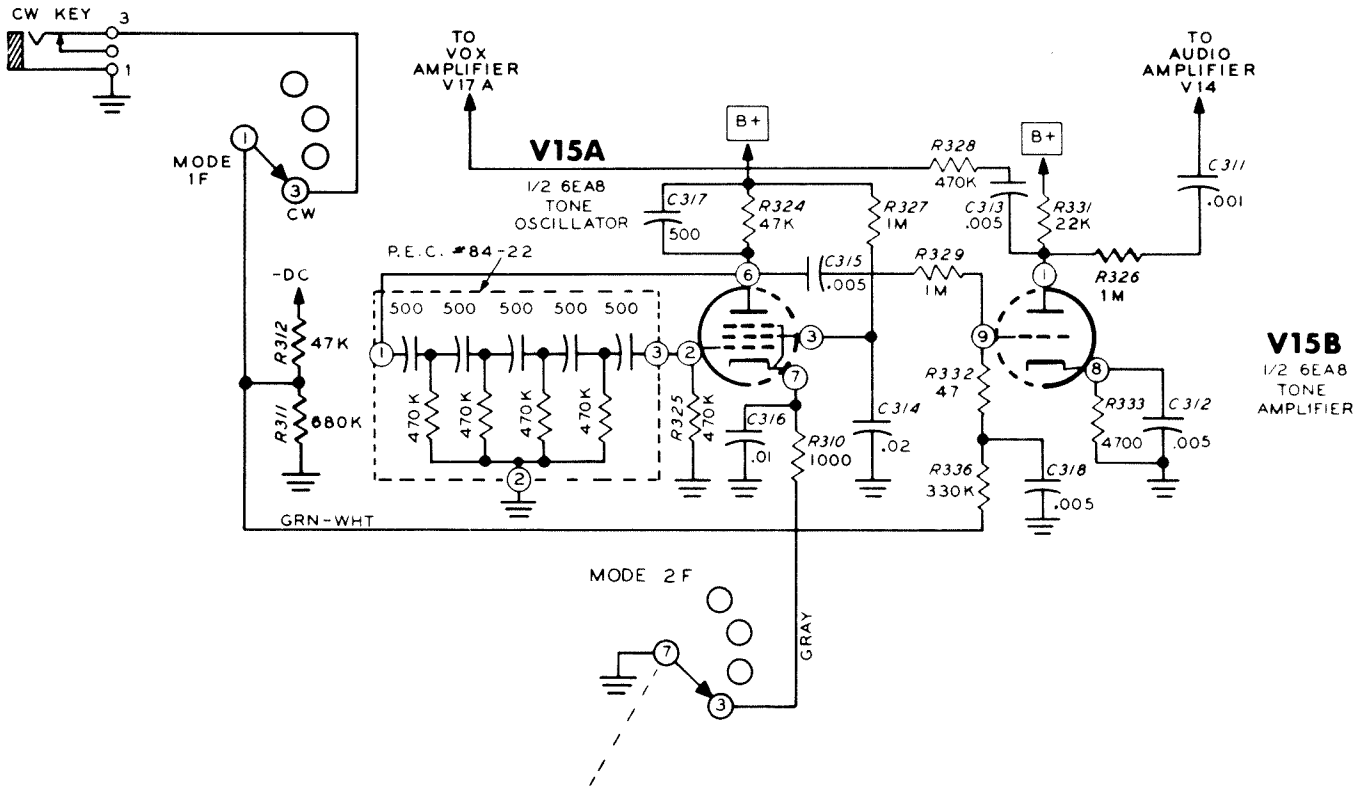 CW KEY
3
1
1
MODE
1F
3
CW
TO
VOX
AMPLIFIER
V17A
V15A
1/2 6EA8
TONE
OSCILLATOR
B+
R328
470K
B+
TO
AUDIO
AMPLIFIER
V14
C311
.001
C317
500
R324
47K
R327
1M
C313
.005
R331
22K
P.E.C. #84-22
6
C315
.005
R329
1M
1
R326
1M
-DC
R312
47K
R311
680K
500 500 500 500 500
1
3
2
3
7
9
8
470K
470K
470K
470K
2
R325
470K
C316
.01
R310
1000
C314
.02
R332
47
R336
330K
C318
.005
R333
4700
C312
.005
V15B
1/2 6EA8
TONE
AMPLIFIER
GRN-WHT
MODE 2F
7
3
GRAY